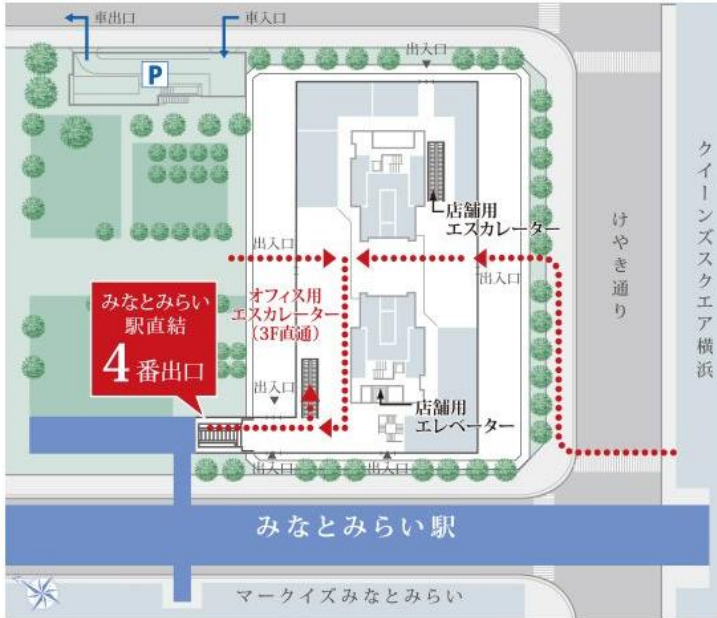 車出口
車入口
P
出入口
店舗用
エスカレーター
出入口
出入口
オフィス用
エスカレーター
(3F直通)
みなとみらい
駅直結
4番出口
けやき通り
クイーンズスクエア横浜
出入口
店舗用
エレベーター
出入口
出入口
みなとみらい駅
マークイズみなとみらい